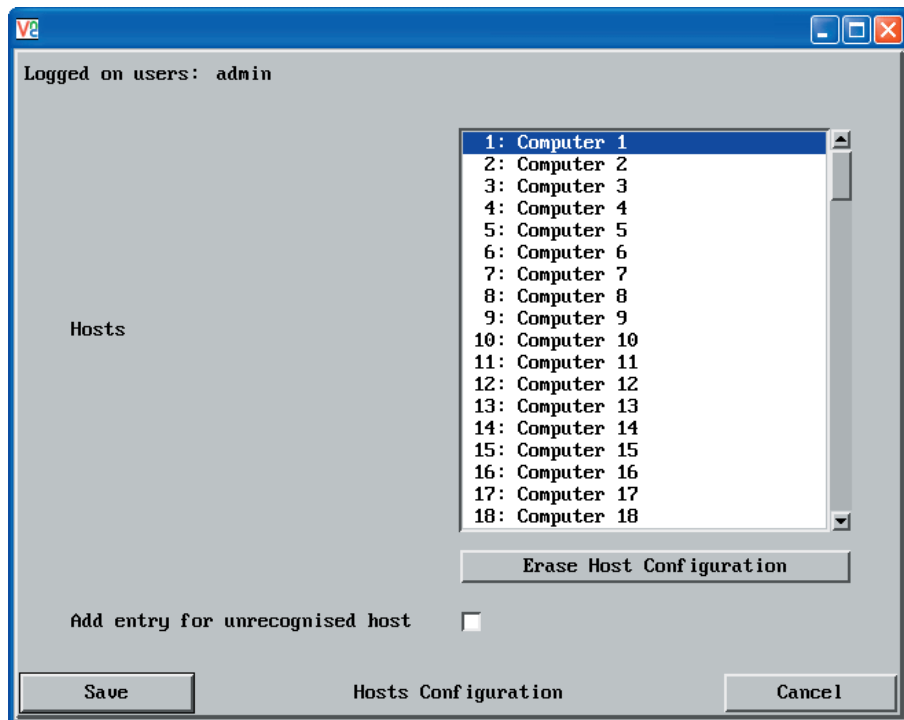 Logged on users: admin
Hosts
1: Computer 1
2: Computer 2
3: Computer 3
4: Computer 4
5: Computer 5
6: Computer 6
7: Computer 7
8: Computer 8
9: Computer 9
10: Computer 10
11: Computer 11
12: Computer 12
13: Computer 13
14: Computer 14
15: Computer 15
16: Computer 16
17: Computer 17
18: Computer 18
Erase Host Configuration
Add entry for unrecognised host
Save Hosts Configuration Cancel